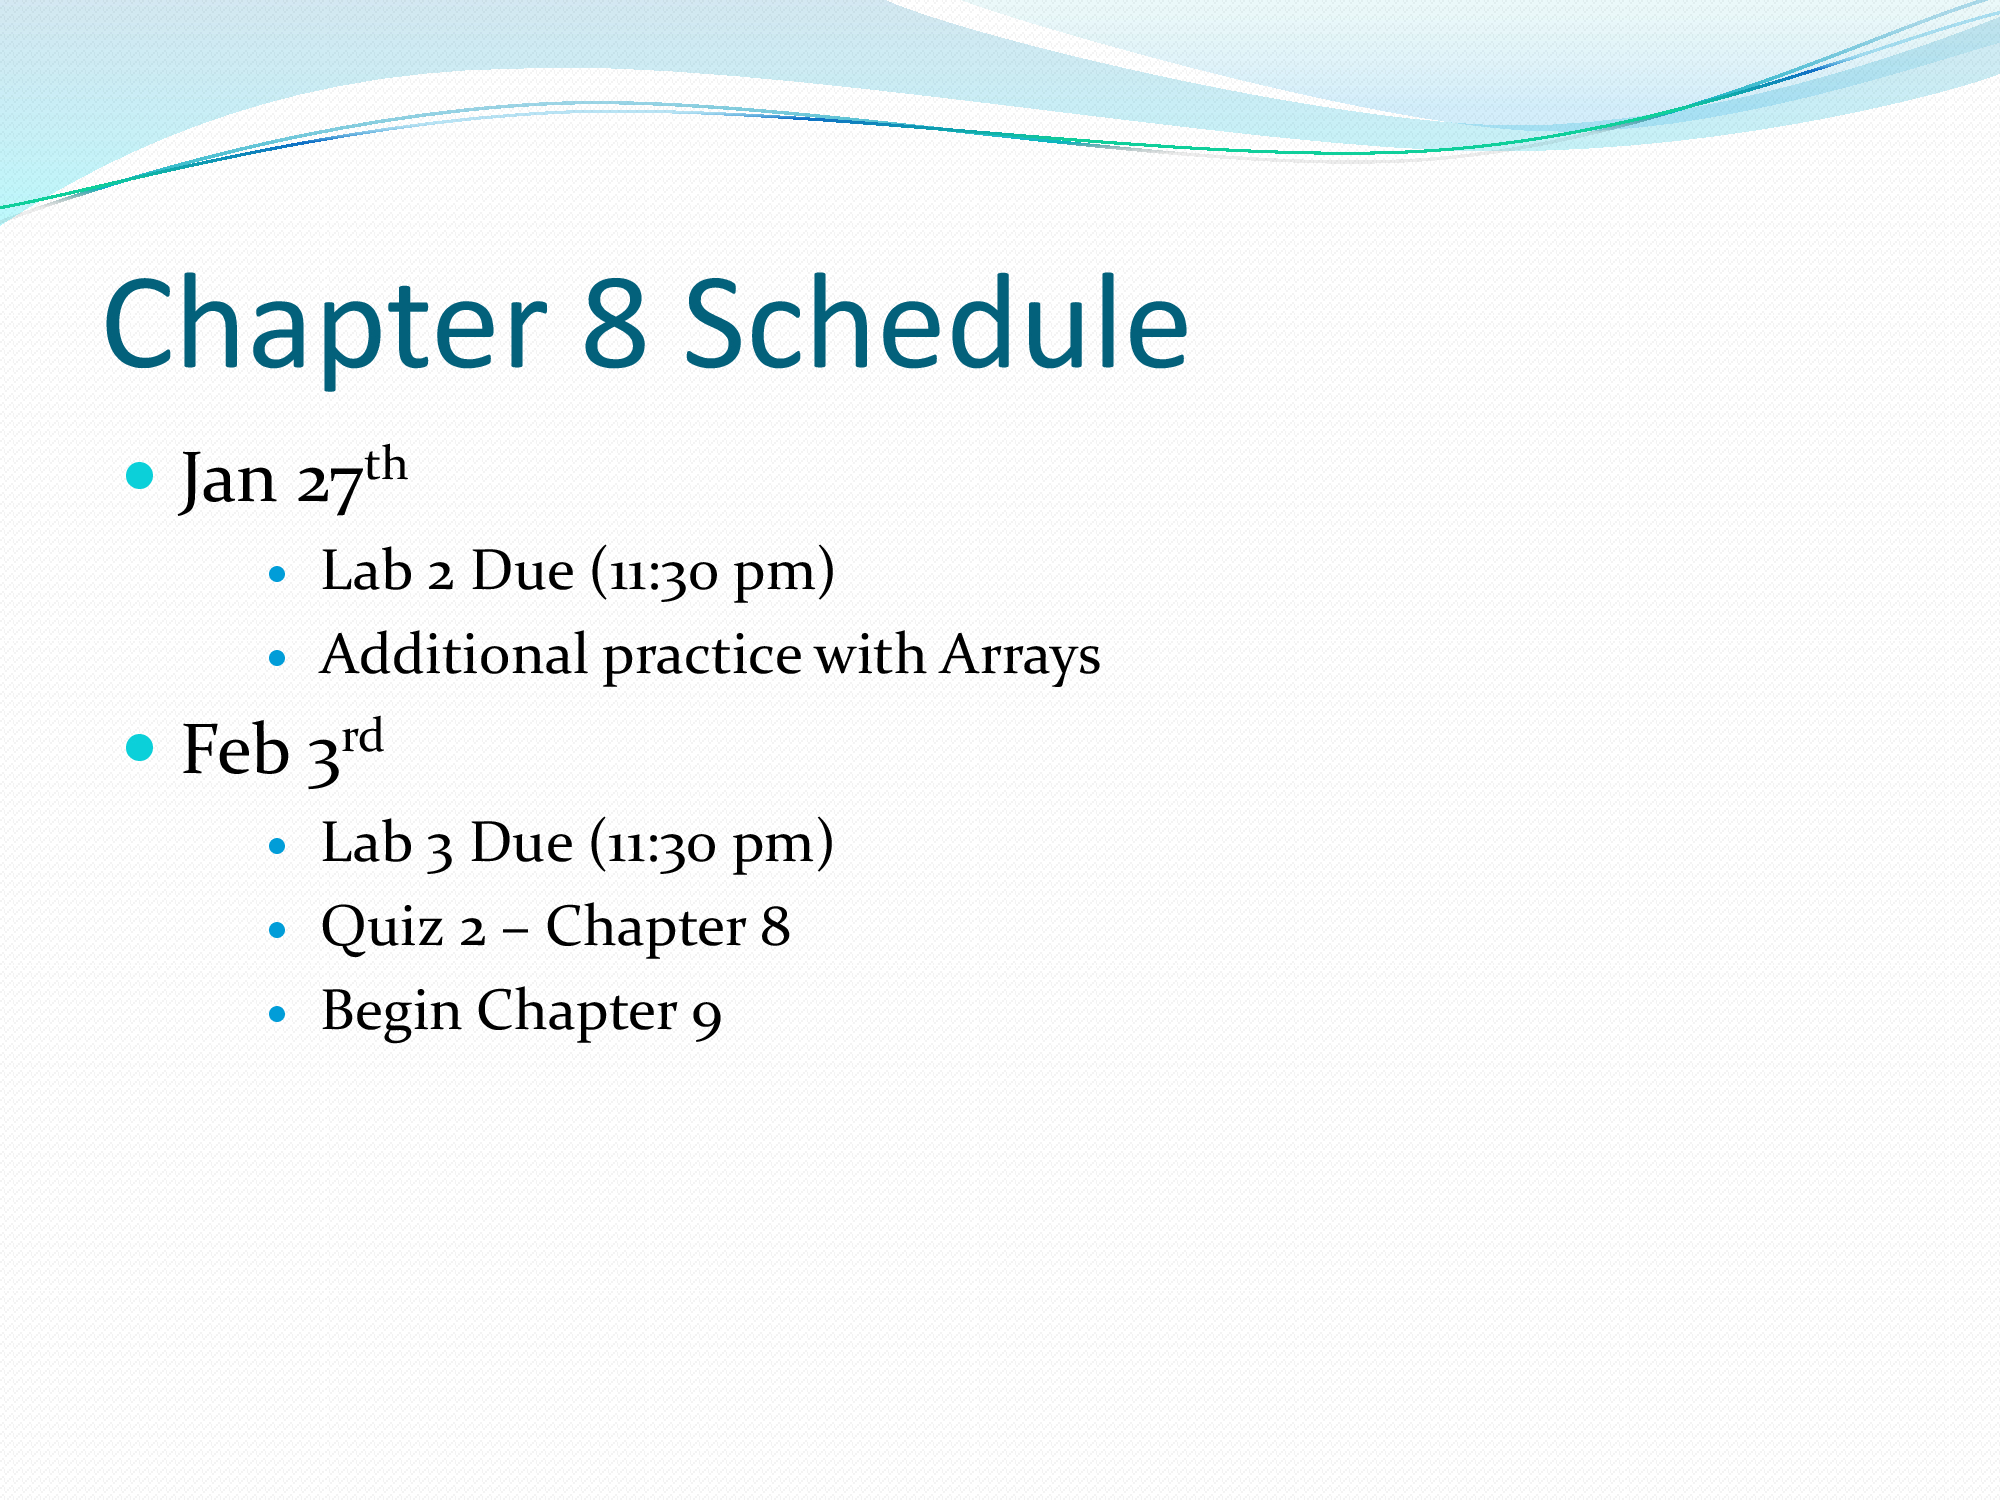 Chapter 8 Schedule
• Jan 27th
• Lab 2 Due (11:30 pm)
• Additional practice with Arrays
• Feb 3rd
• Lab 3 Due (11:30 pm)
• Quiz 2 – Chapter 8
• Begin Chapter 9